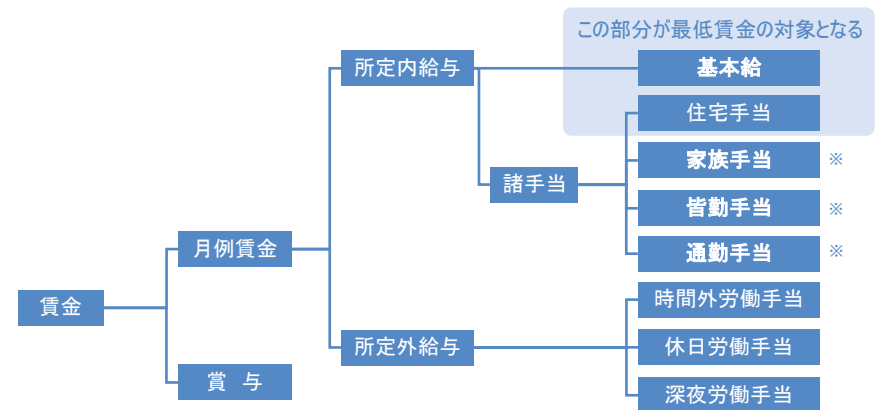 この部分が最低賃金の対象となる
所定内給与
基本給
住宅手当
家族手当 ※
諸手当
皆勤手当 ※
月例賃金
通勤手当 ※
賃金
時間外労働手当
所定外給与
休日労働手当
賞 与
深夜労働手当